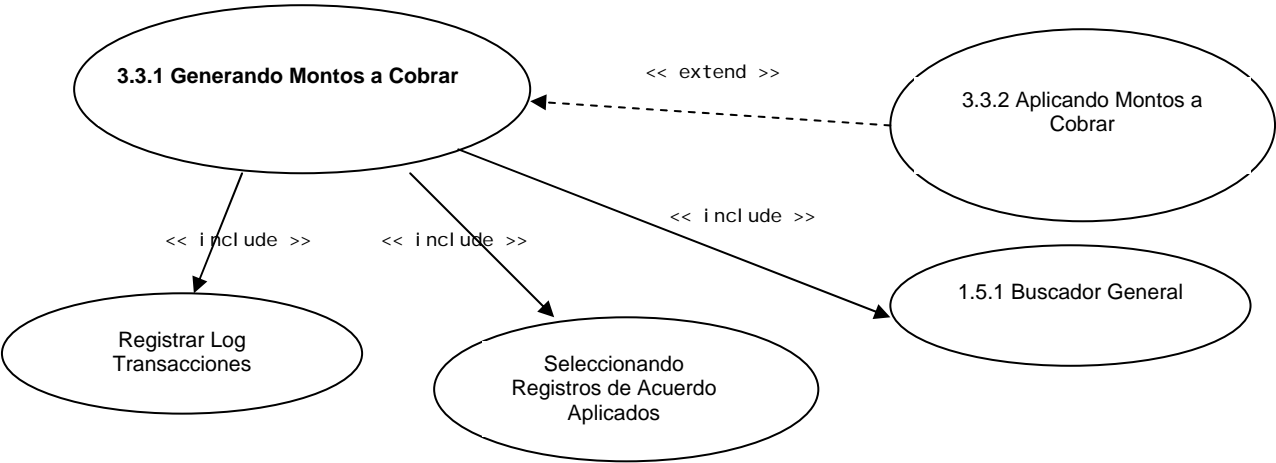 3.3.1 Generando Montos a Cobrar
<< extend >>
3.3.2 Aplicando Montos a
Cobrar
<< include >>
<< include >>
<< include >>
1.5.1 Buscador General
Registrar Log
Transacciones
Seleccionando
Registros de Acuerdo
Aplicados